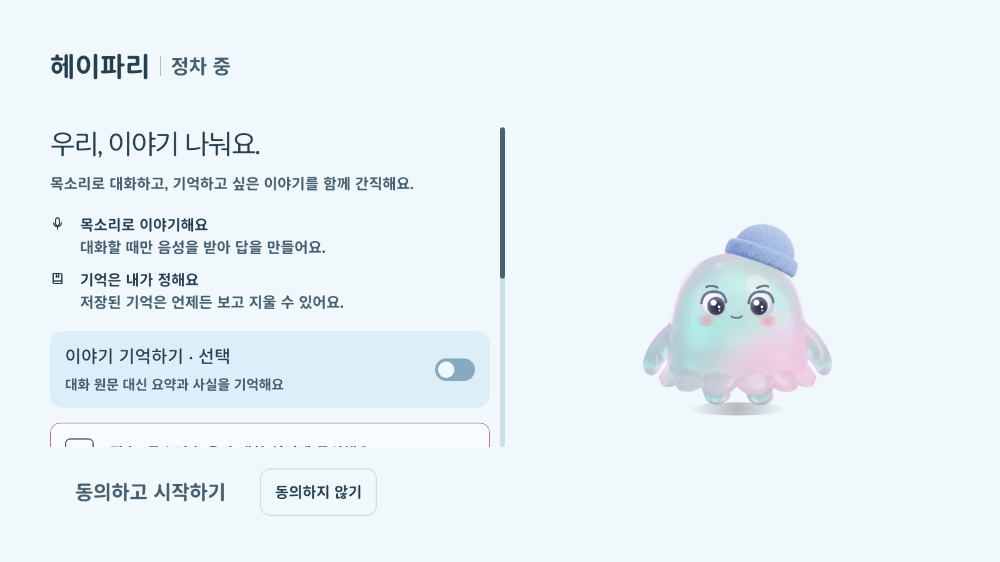 헤이파리
정차 중
우리, 이야기 나눠요.
목소리로 대화하고, 기억하고 싶은 이야기를 함께 간직해요.
목소리로 이야기해요
대화할 때만 음성을 받아 답을 만들어요.
기억은 내가 정해요
저장된 기억은 언제든 보고 지울 수 있어요.
이야기 기억하기 · 선택
대화 원문 대신 요약과 사실을 기억해요
동의하고 시작하기
동의하지 않기